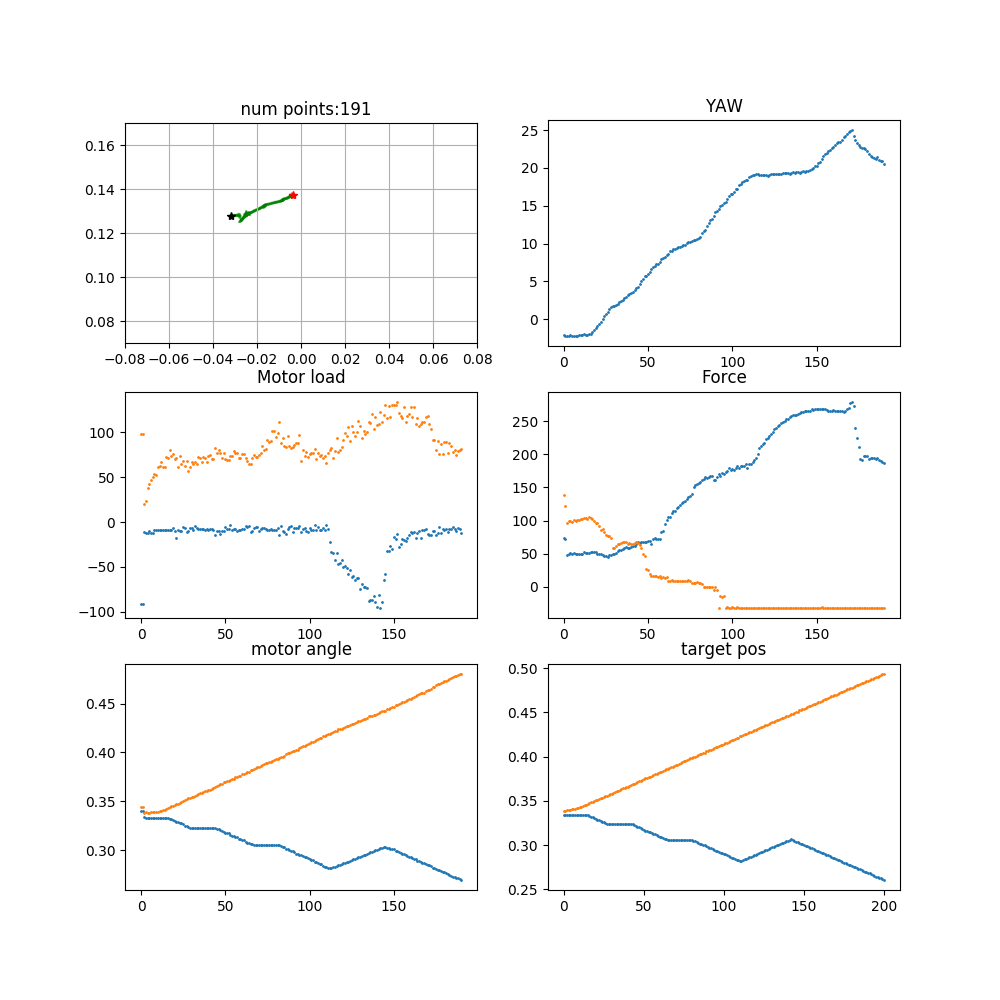 num points:191
0.16
0.14
0.12
0.10
0.08
−0.08 −0.06 −0.04 −0.02 0.00 0.02 0.04 0.06 0.08
YAW
25
20
15
10
5
0
0 50 100 150
Motor load
100
50
0
−50
−100
0 50 100 150
Force
250
200
150
100
50
0
0 50 100 150
motor angle
0.45
0.40
0.35
0.30
0 50 100 150
target pos
0.50
0.45
0.40
0.35
0.30
0.25
0 50 100 150 200